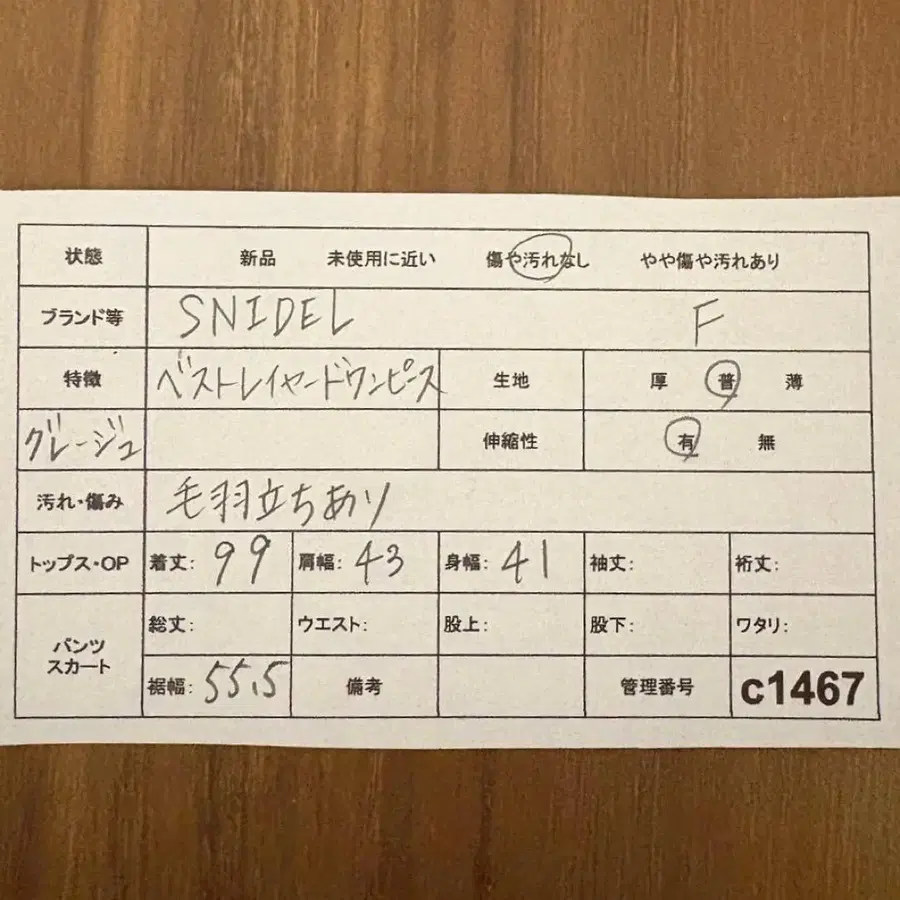 状態 新品 未使用に近い 傷や汚れなし やや傷や汚れあり
ブランド等 SNIDEL F
特徴 ベストレイヤードワンピース 生地 厚 普 薄
グレージュ 伸縮性 有 無
汚れ・傷み 毛羽立ちあり
トップス・OP 着丈: 99 肩幅: 43 身幅: 41 袖丈: 裄丈:
パンツ スカート 総丈: ウエスト: 股上: 股下: ワタリ:
裾幅: 55.5 備考 管理番号 c1467